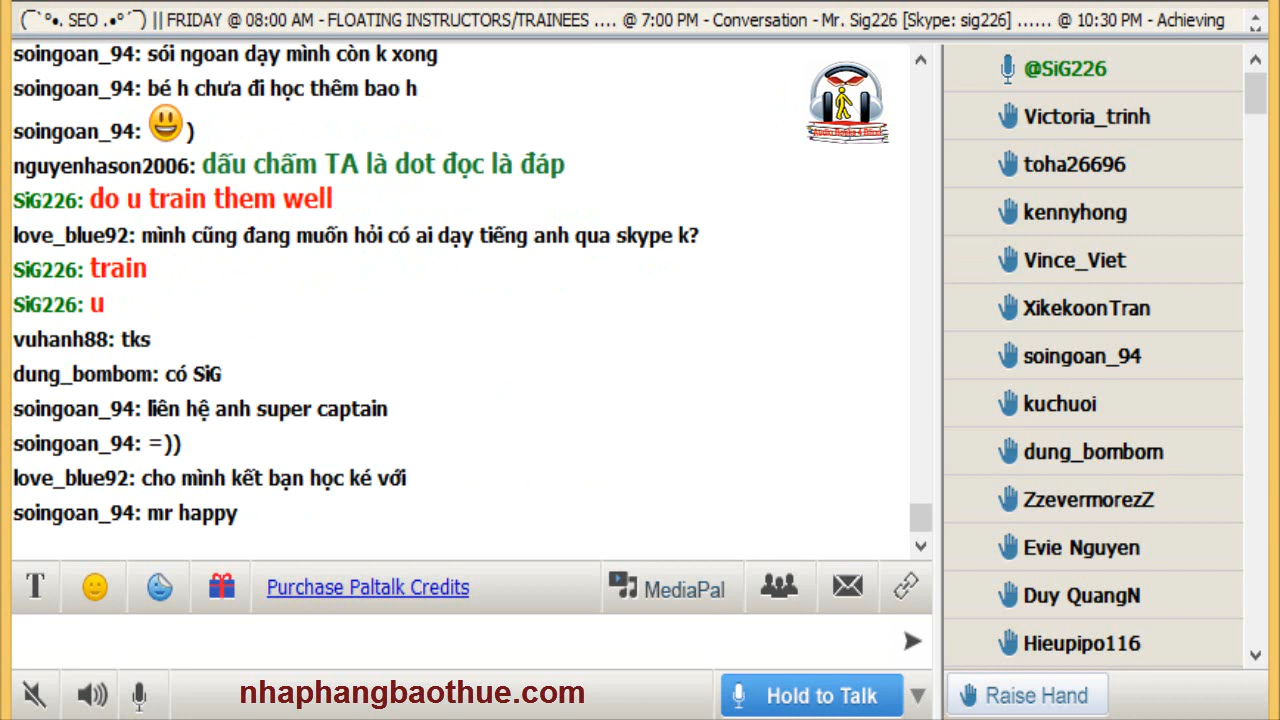 (¯`°•. SEO .•°´¯) || FRIDAY @ 08:00 AM - FLOATING INSTRUCTORS/TRAINEES .... @ 7:00 PM - Conversation - Mr. Sig226 [Skype: sig226] ...... @ 10:30 PM - Achieving
soingoan_94: sói ngoan dạy mình còn k xong
soingoan_94: bé h chưa đi học thêm bao h
soingoan_94: 😃 )
nguyenhason2006: dấu chấm TA là dot đọc là đáp
SiG226: do u train them well
love_blue92: mình cũng đang muốn hỏi có ai dạy tiếng anh qua skype k?
SiG226: train
SiG226: u
vuhanh88: tks
dung_bombom: có SiG
soingoan_94: liên hệ anh super captain
soingoan_94: =))
love_blue92: cho mình kết bạn học ké với
soingoan_94: mr happy
Audio Books 4 Blind
T
Purchase Paltalk Credits
MediaPal
nhaphangbaothue.com
Hold to Talk
@SiG226
Victoria_trinh
toha26696
kennyhong
Vince_Viet
XikekoonTran
soingoan_94
kuchuoi
dung_bombom
ZzevermorezZ
Evie Nguyen
Duy QuangN
Hieupipo116
Raise Hand